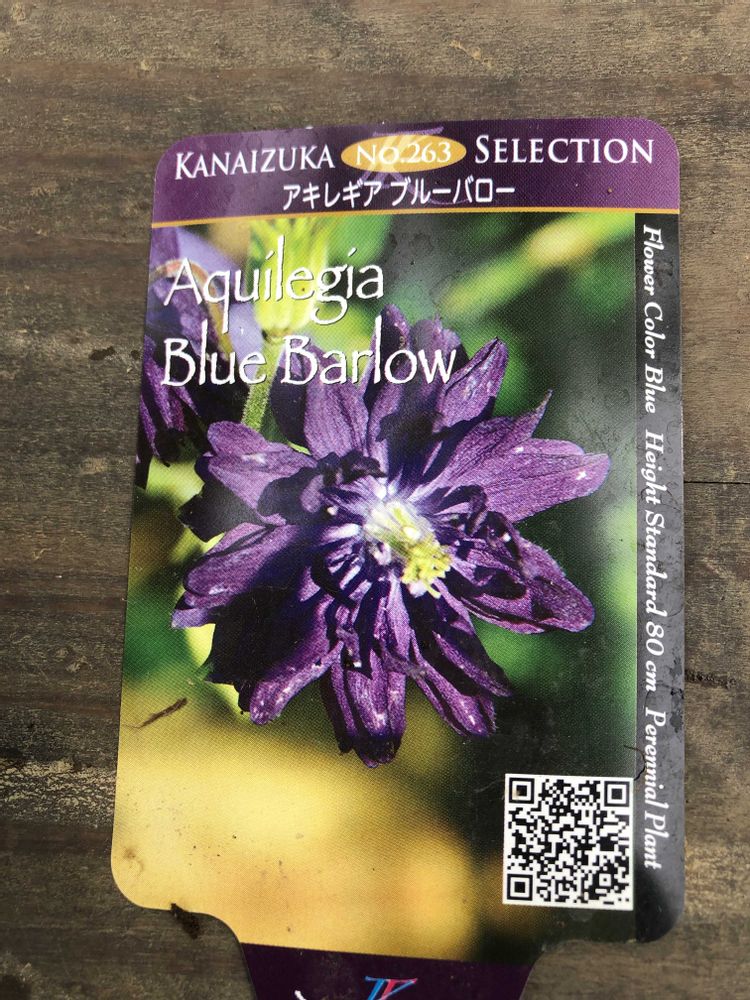 KANAIZUKA NO.263 SELECTION
アキレギア ブルーバロー
Aquilegia
Blue Barlow
Flower Color Blue Height Standard 80 cm Perennial Plant